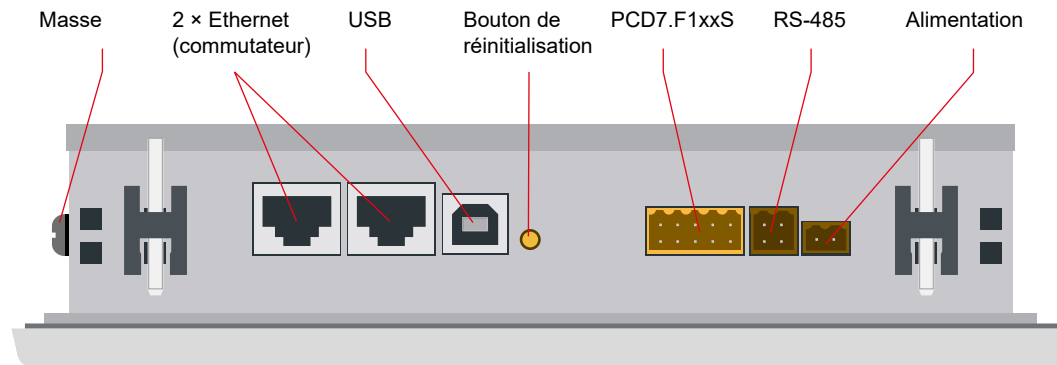 Masse
2 × Ethernet
(commutateur)
USB
Bouton de
réinitialisation
PCD7.F1xxS
RS-485
Alimentation